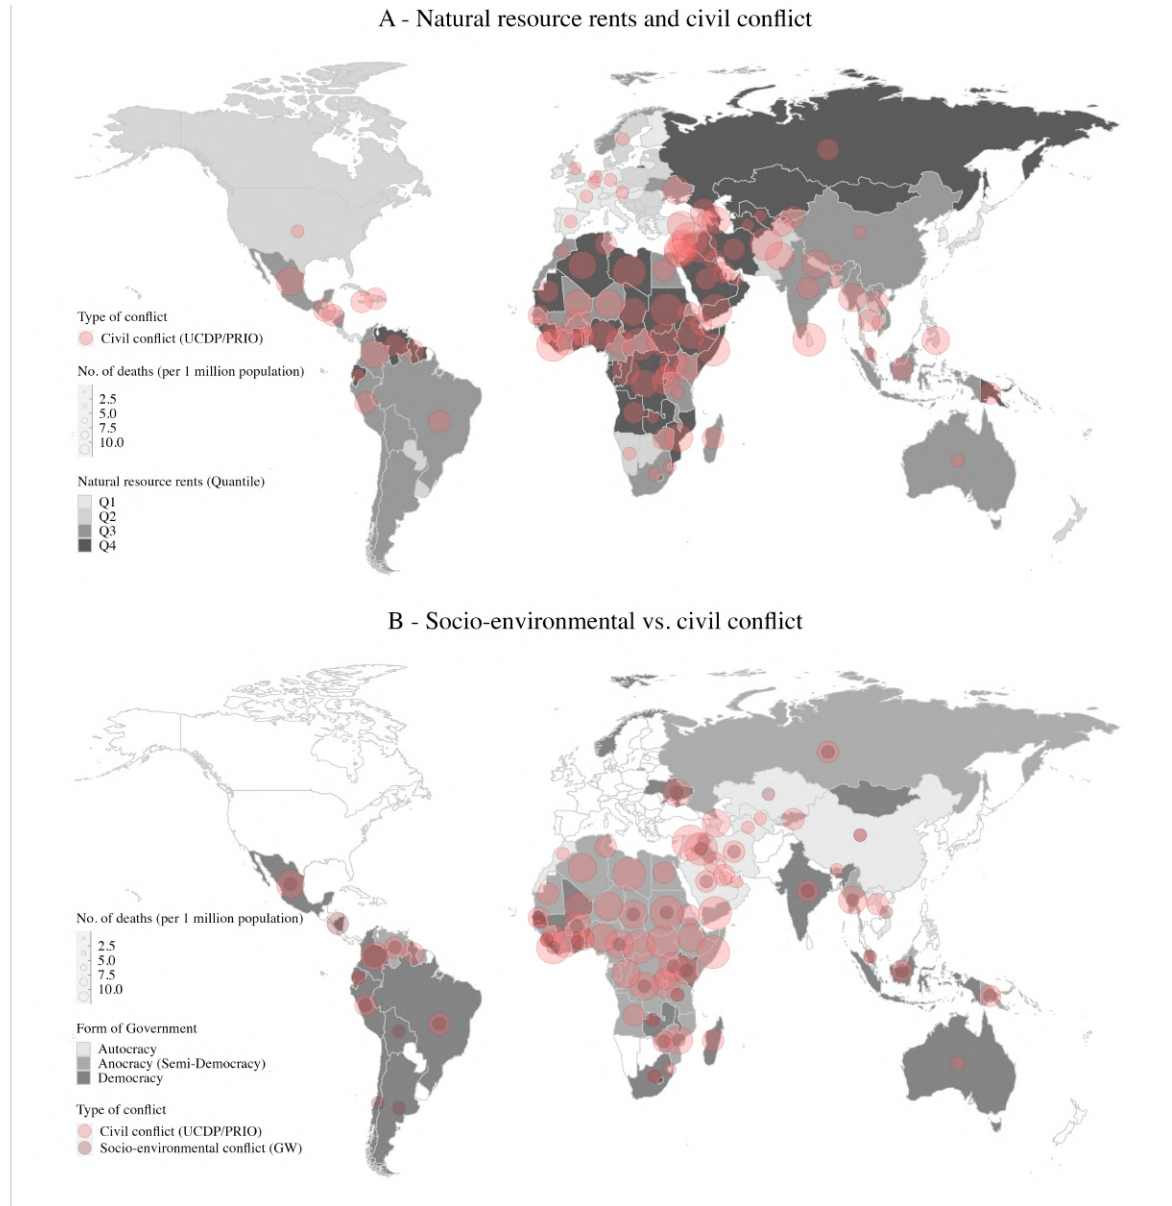 A - Natural resource rents and civil conflict
Type of conflict
Civil conflict (UCDP/PRIO)
No. of deaths (per 1 million population)
2.5
5.0
7.5
10.0
Natural resource rents (Quantile)
Q1
Q2
Q3
Q4
B - Socio-environmental vs. civil conflict
No. of deaths (per 1 million population)
2.5
5.0
7.5
10.0
Form of Government
Autocracy
Anocracy (Semi-Democracy)
Democracy
Type of conflict
Civil conflict (UCDP/PRIO)
Socio-environmental conflict (GW)